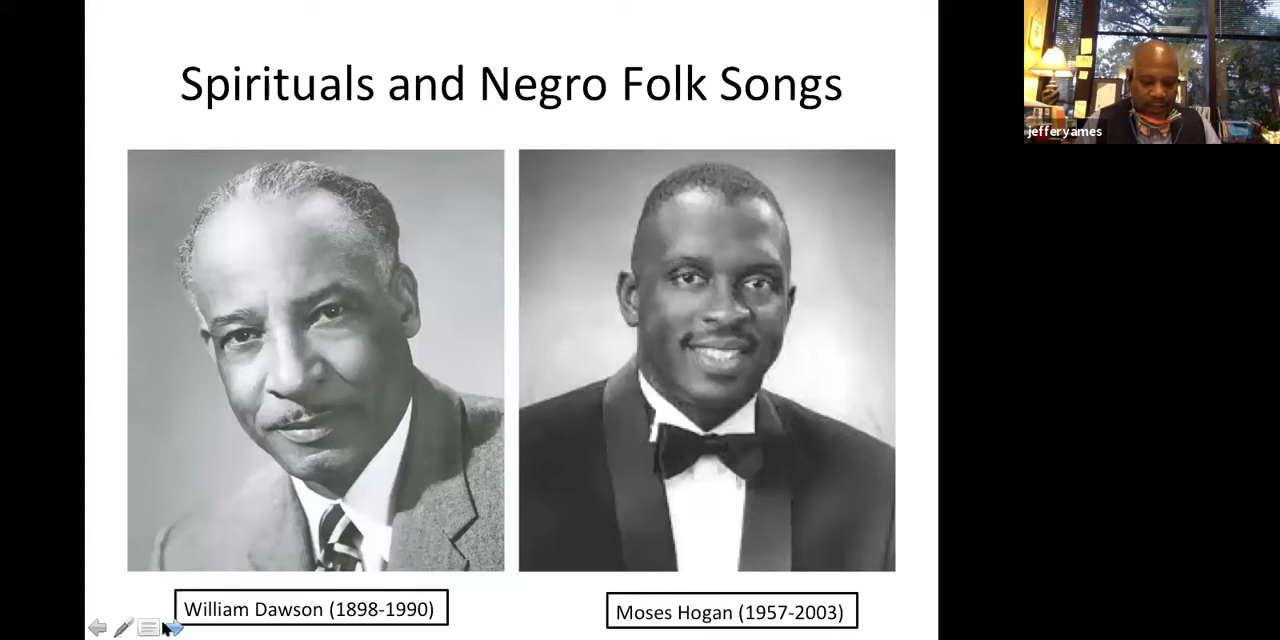 Spirituals and Negro Folk Songs
jefferyames
William Dawson (1898-1990)
Moses Hogan (1957-2003)